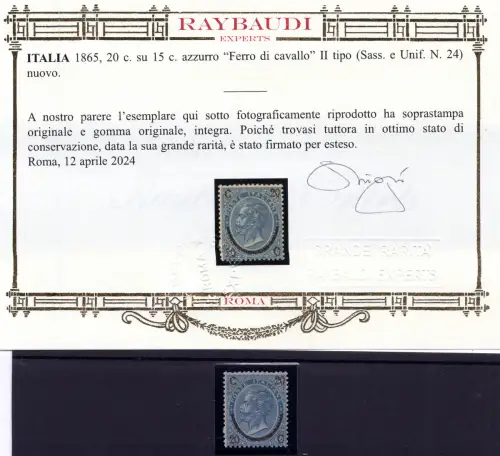 RAYBAUDI
EXPERTS
ITALIA 1865, 20 c. su 15 c. azzurro “Ferro di cavallo” II tipo (Sass. e Unif. N. 24)
nuovo.
A nostro parere l’esemplare qui sotto fotograficamente riprodotto ha soprastampa
originale e gomma originale, integra. Poiché trovasi tuttora in ottimo stato di
conservazione, data la sua grande rarità, è stato firmato per esteso.
Roma, 12 aprile 2024
GRANDE RARITÀ
RAYBAUDI EXPERTS
ROMA